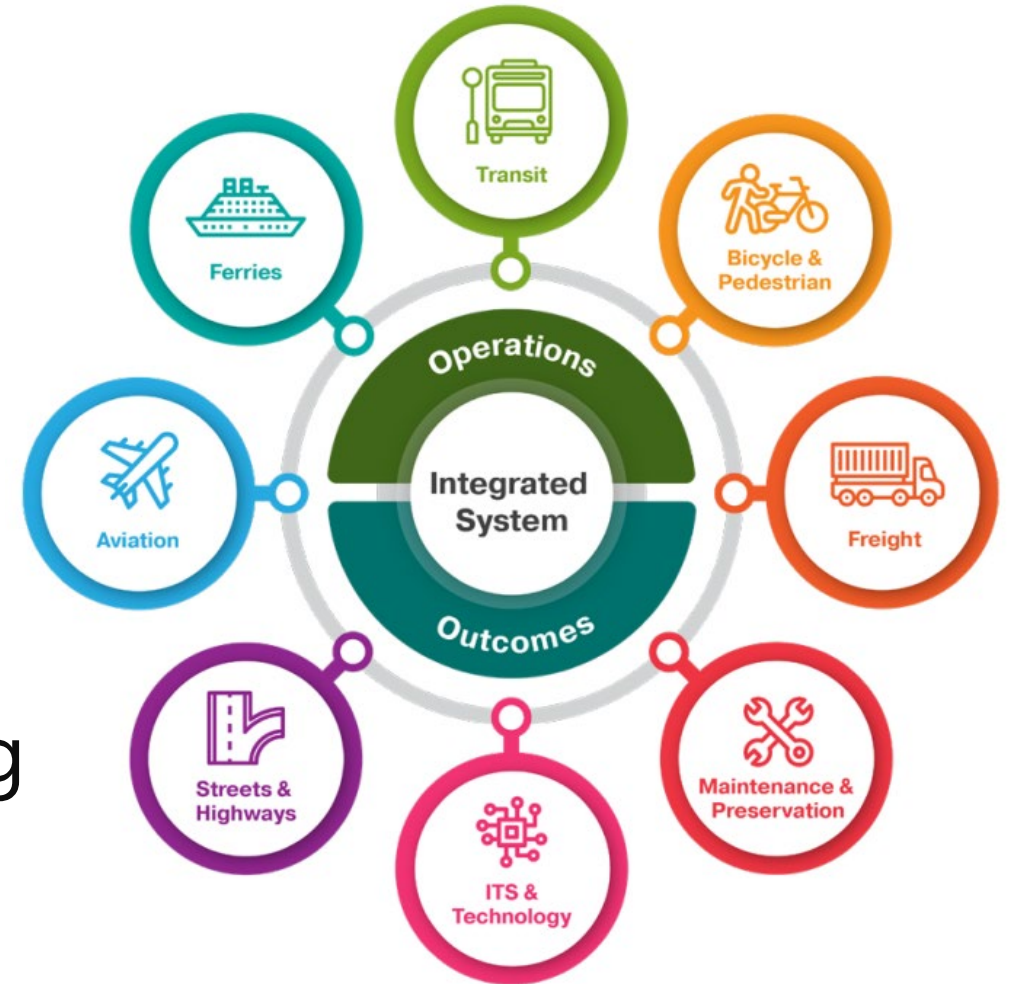 Transit
Ferries
Bicycle &
Pedestrian
Operations
Integrated
System
Aviation
Freight
Outcomes
Streets &
Highways
Maintenance &
Preservation
ITS &
Technology
g